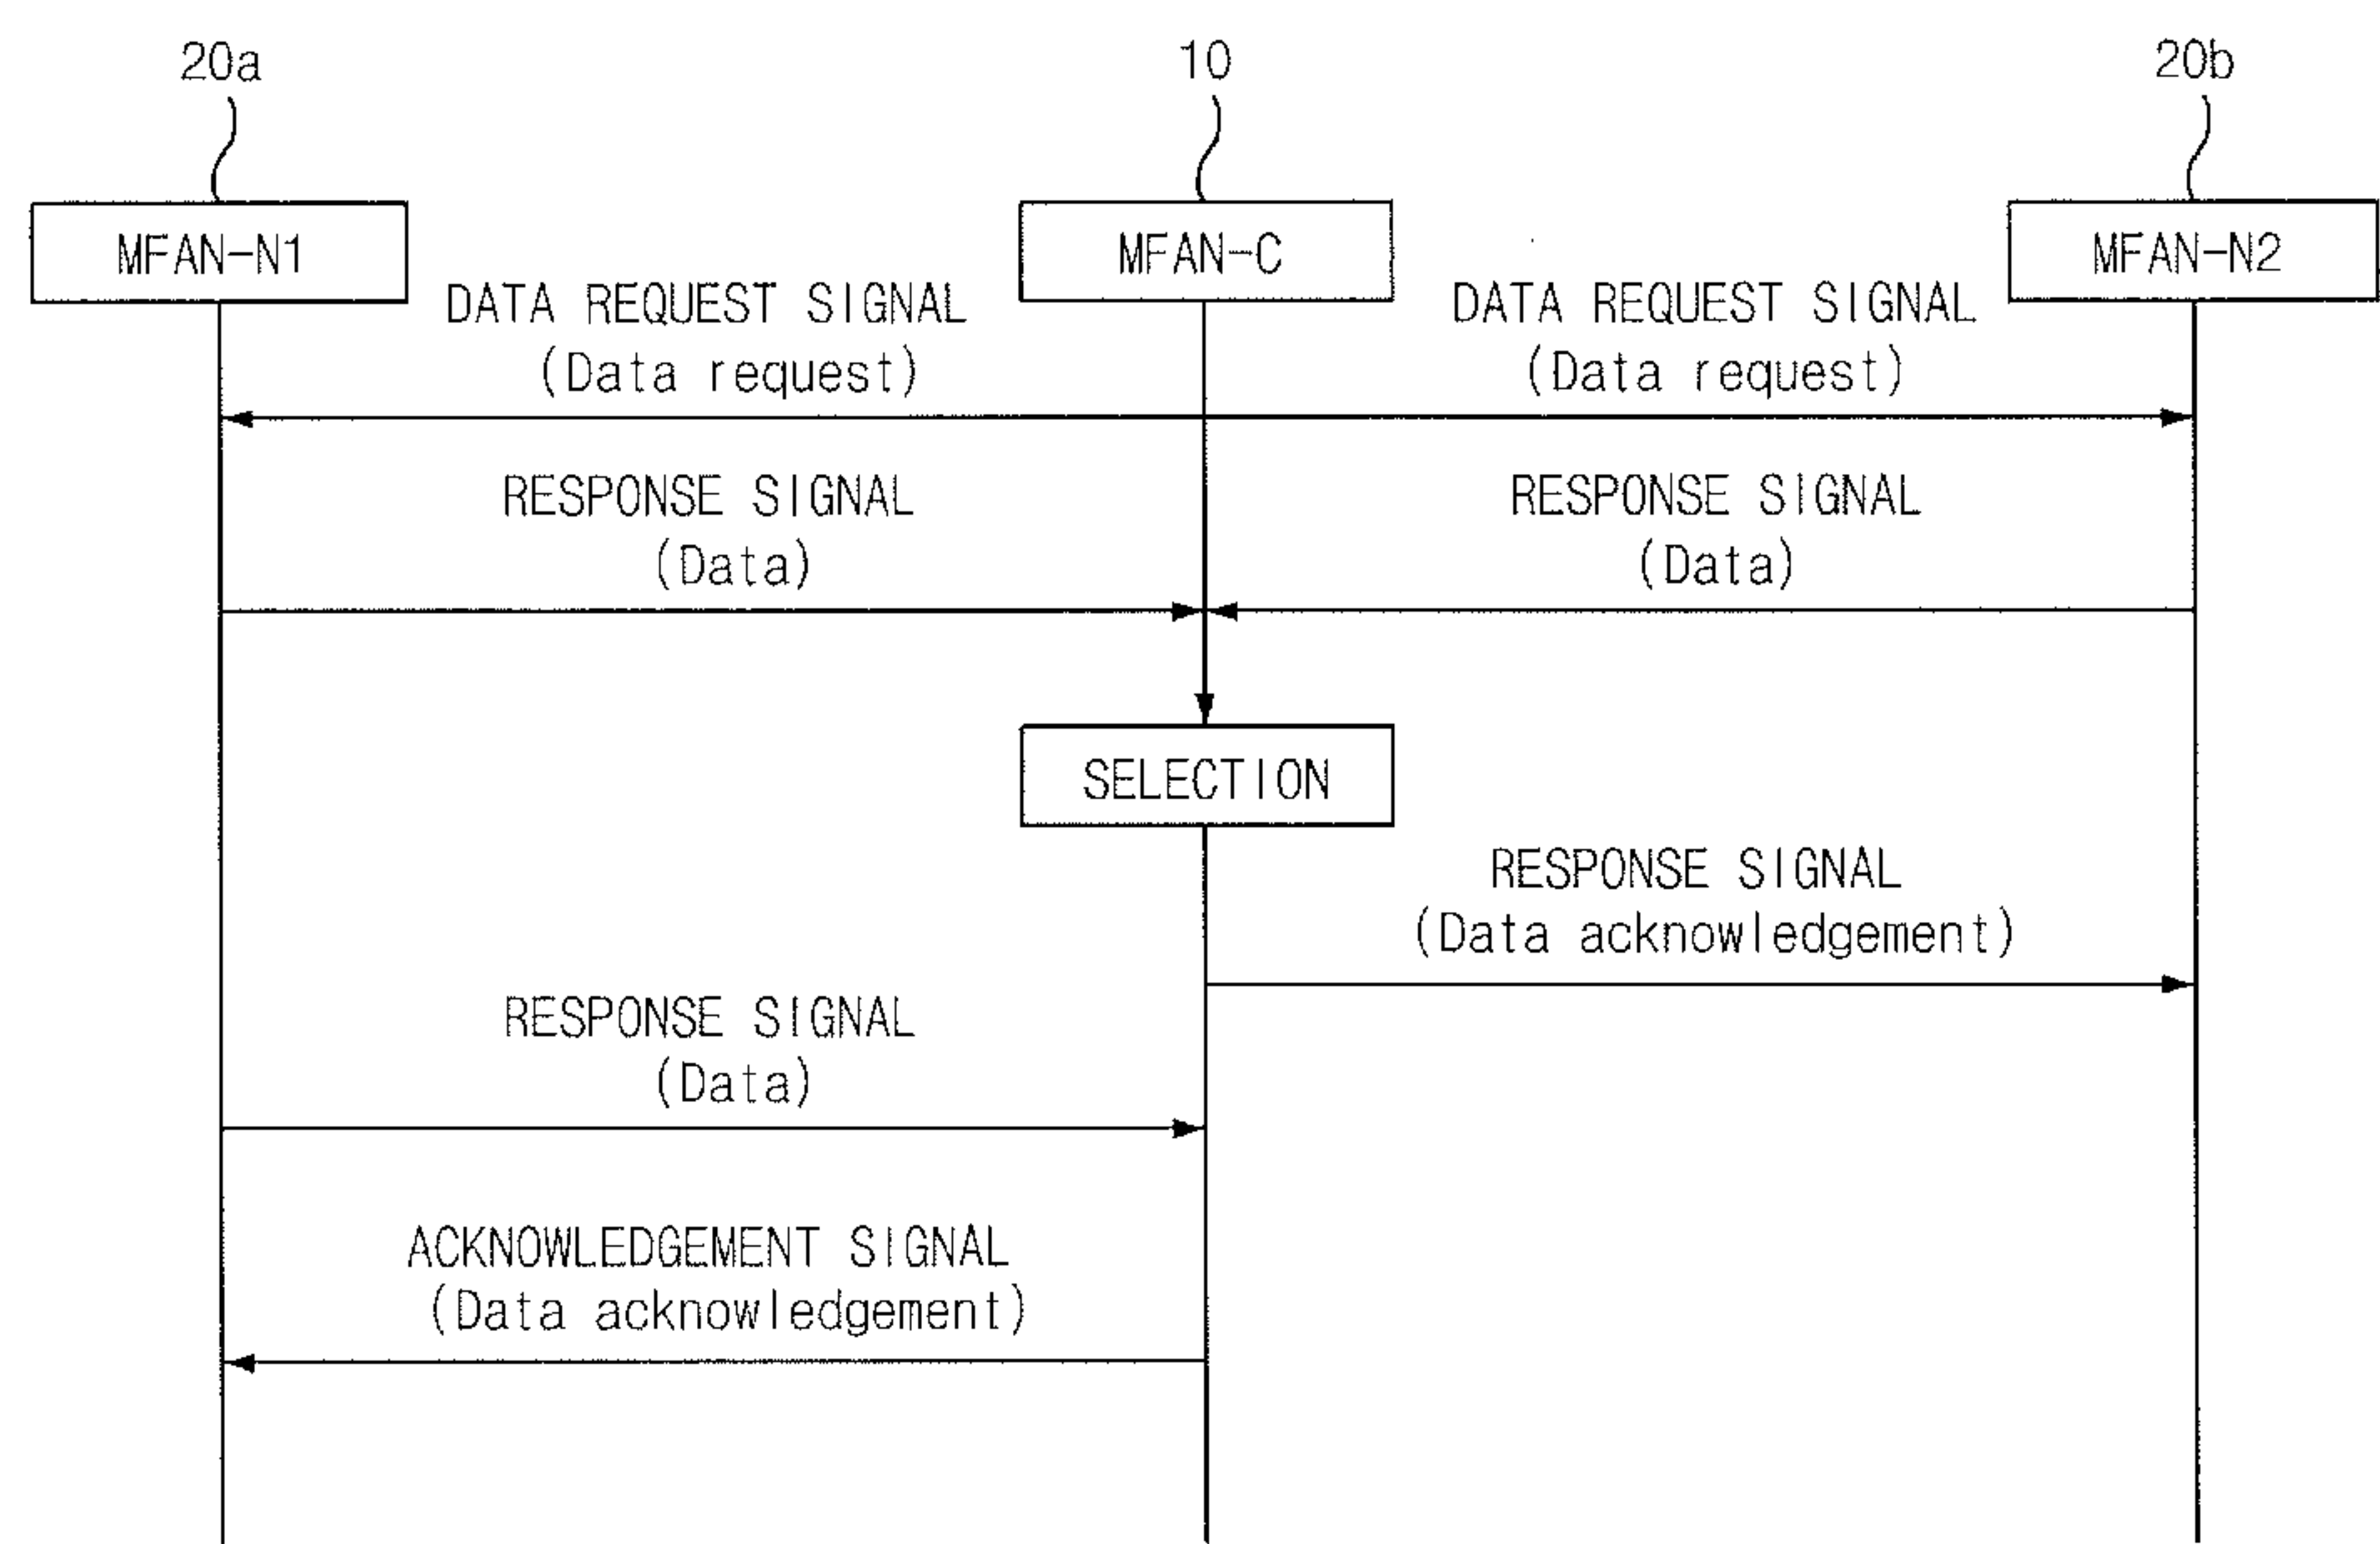 20a
10
20b
MFAN-N1
MFAN-C
MFAN-N2
DATA REQUEST SIGNAL
(Data request)
DATA REQUEST SIGNAL
(Data request)
RESPONSE SIGNAL
(Data)
RESPONSE SIGNAL
(Data)
SELECTION
RESPONSE SIGNAL
(Data acknowledgement)
RESPONSE SIGNAL
(Data)
ACKNOWLEDGEMENT SIGNAL
(Data acknowledgement)